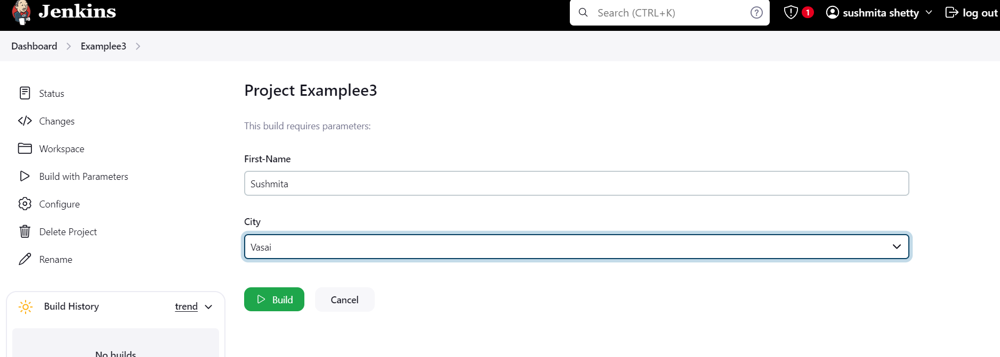 Jenkins
Search (CTRL+K)
1
sushmita shetty
log out
Dashboard
Examplee3
Status
Changes
Workspace
Build with Parameters
Configure
Delete Project
Rename
Build History
trend
No builds
Project Examplee3
This build requires parameters:
First-Name
Sushmita
City
Vasai
Build
Cancel